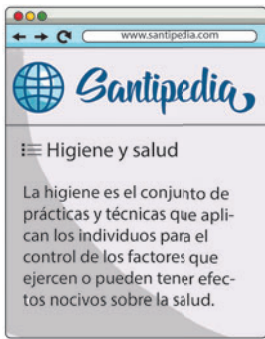 www.santipedia.com
Santipedia
Higiene y salud
La higiene es el conjunto de
prácticas y técnicas que apli-
can los individuos para el
control de los factores que
ejercen o pueden tener efec-
tos nocivos sobre la salud.